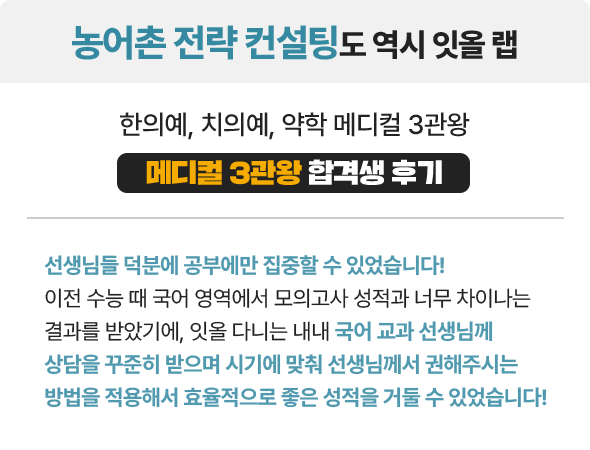 농어촌 전략 컨설팅도 역시 잇올 랩
한의예, 치의예, 약학 메디컬 3관왕
메디컬 3관왕 합격생 후기
선생님들 덕분에 공부에만 집중할 수 있었습니다!
이전 수능 때 국어 영역에서 모의고사 성적과 너무 차이나는
결과를 받았기에, 잇올 다니는 내내 국어 교과 선생님께
상담을 꾸준히 받으며 시기에 맞춰 선생님께서 권해주시는
방법을 적용해서 효율적으로 좋은 성적을 거둘 수 있었습니다!